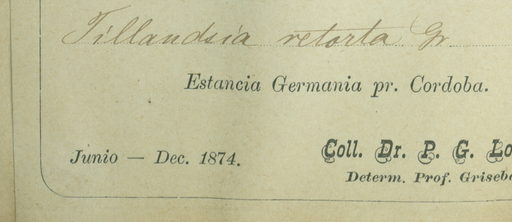 Tillandsia retorta Gr
Estancia Germania pr. Cordoba.
Junio — Dec. 1874.
Coll. Dr. P. G. Lo
Determ. Prof. Griseb